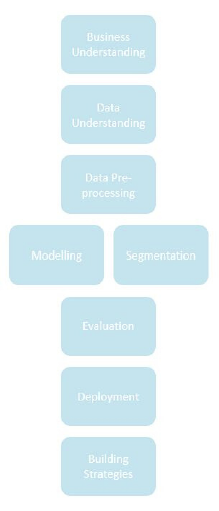 Business
Understanding
Data
Understanding
Data Pre-
processing
Modelling
Segmentation
Evaluation
Deployment
Building
Strategies